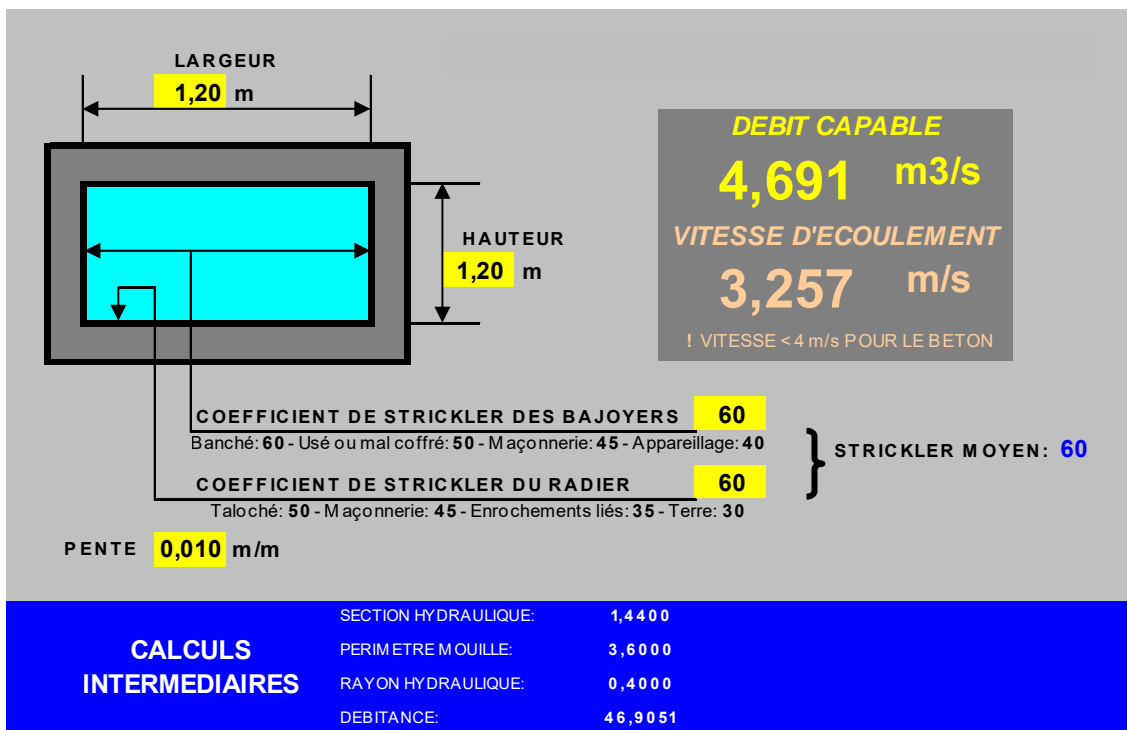 LARGEUR
1,20 m
DEBIT CAPABLE
4,691 m3/s
VITESSE D'ECOULEMENT
3,257 m/s
! VITESSE < 4 m/s POUR LE BETON
HAUTEUR
1,20 m
COEFFICIENT DE STRICKLER DES BAJOYERS 60
Banché: 60 - Usé ou mal coffré: 50 - Maçonnerie: 45 - Appareillage: 40
STRICKLER MOYEN: 60
COEFFICIENT DE STRICKLER DU RADIER 60
Taloché: 50 - Maçonnerie: 45 - Enrochements liés: 35 - Terre: 30
PENTE 0,010 m/m
CALCULS
INTERMEDIAIRES
SECTION HYDRAULIQUE: 1,4400
PERIMETRE MOUILLE: 3,6000
RAYON HYDRAULIQUE: 0,4000
DEBITANCE: 46,9051